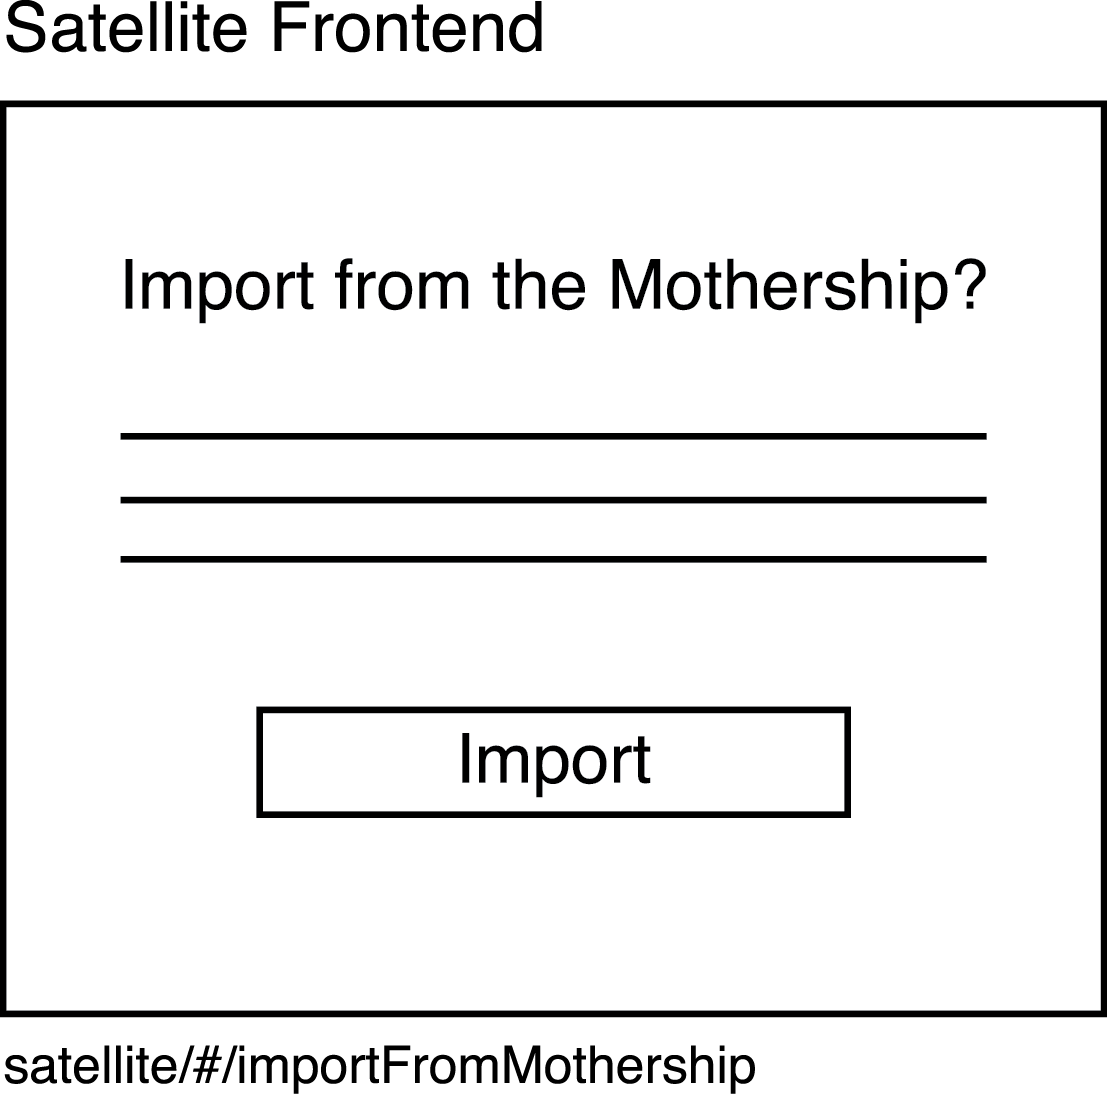 Satellite Frontend
Import from the Mothership?
Import
satellite/#/importFromMothership